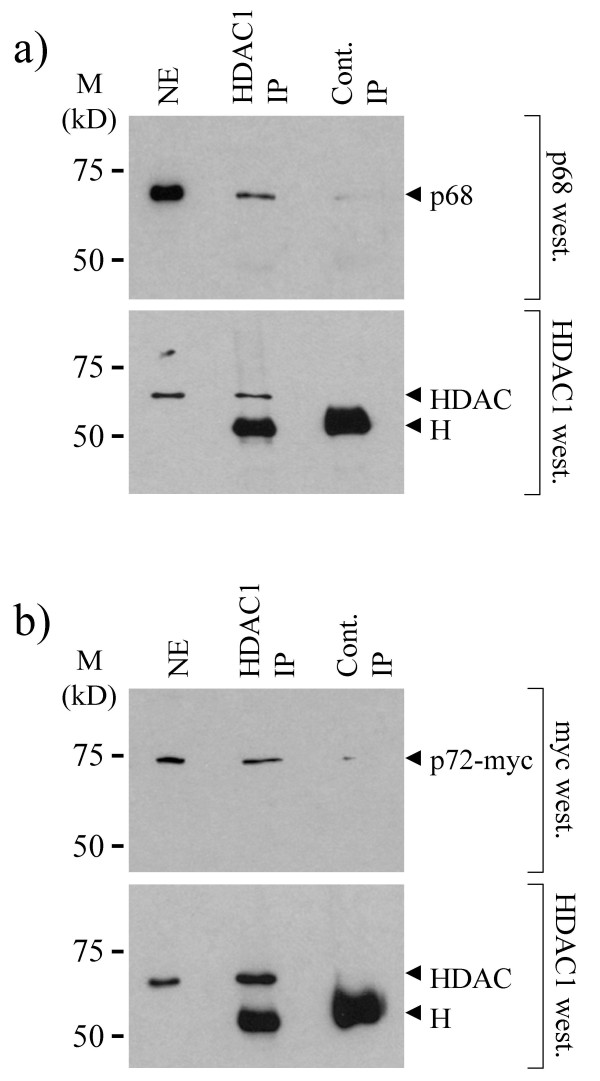 a)
M
(kD)
NE
HDAC1
IP
Cont.
IP
75
50
p68
p68 west.
75
50
HDAC
H
HDAC1 west.
b)
M
(kD)
NE
HDAC1
IP
Cont.
IP
75
50
p72-myc
myc west.
75
50
HDAC
H
HDAC1 west.